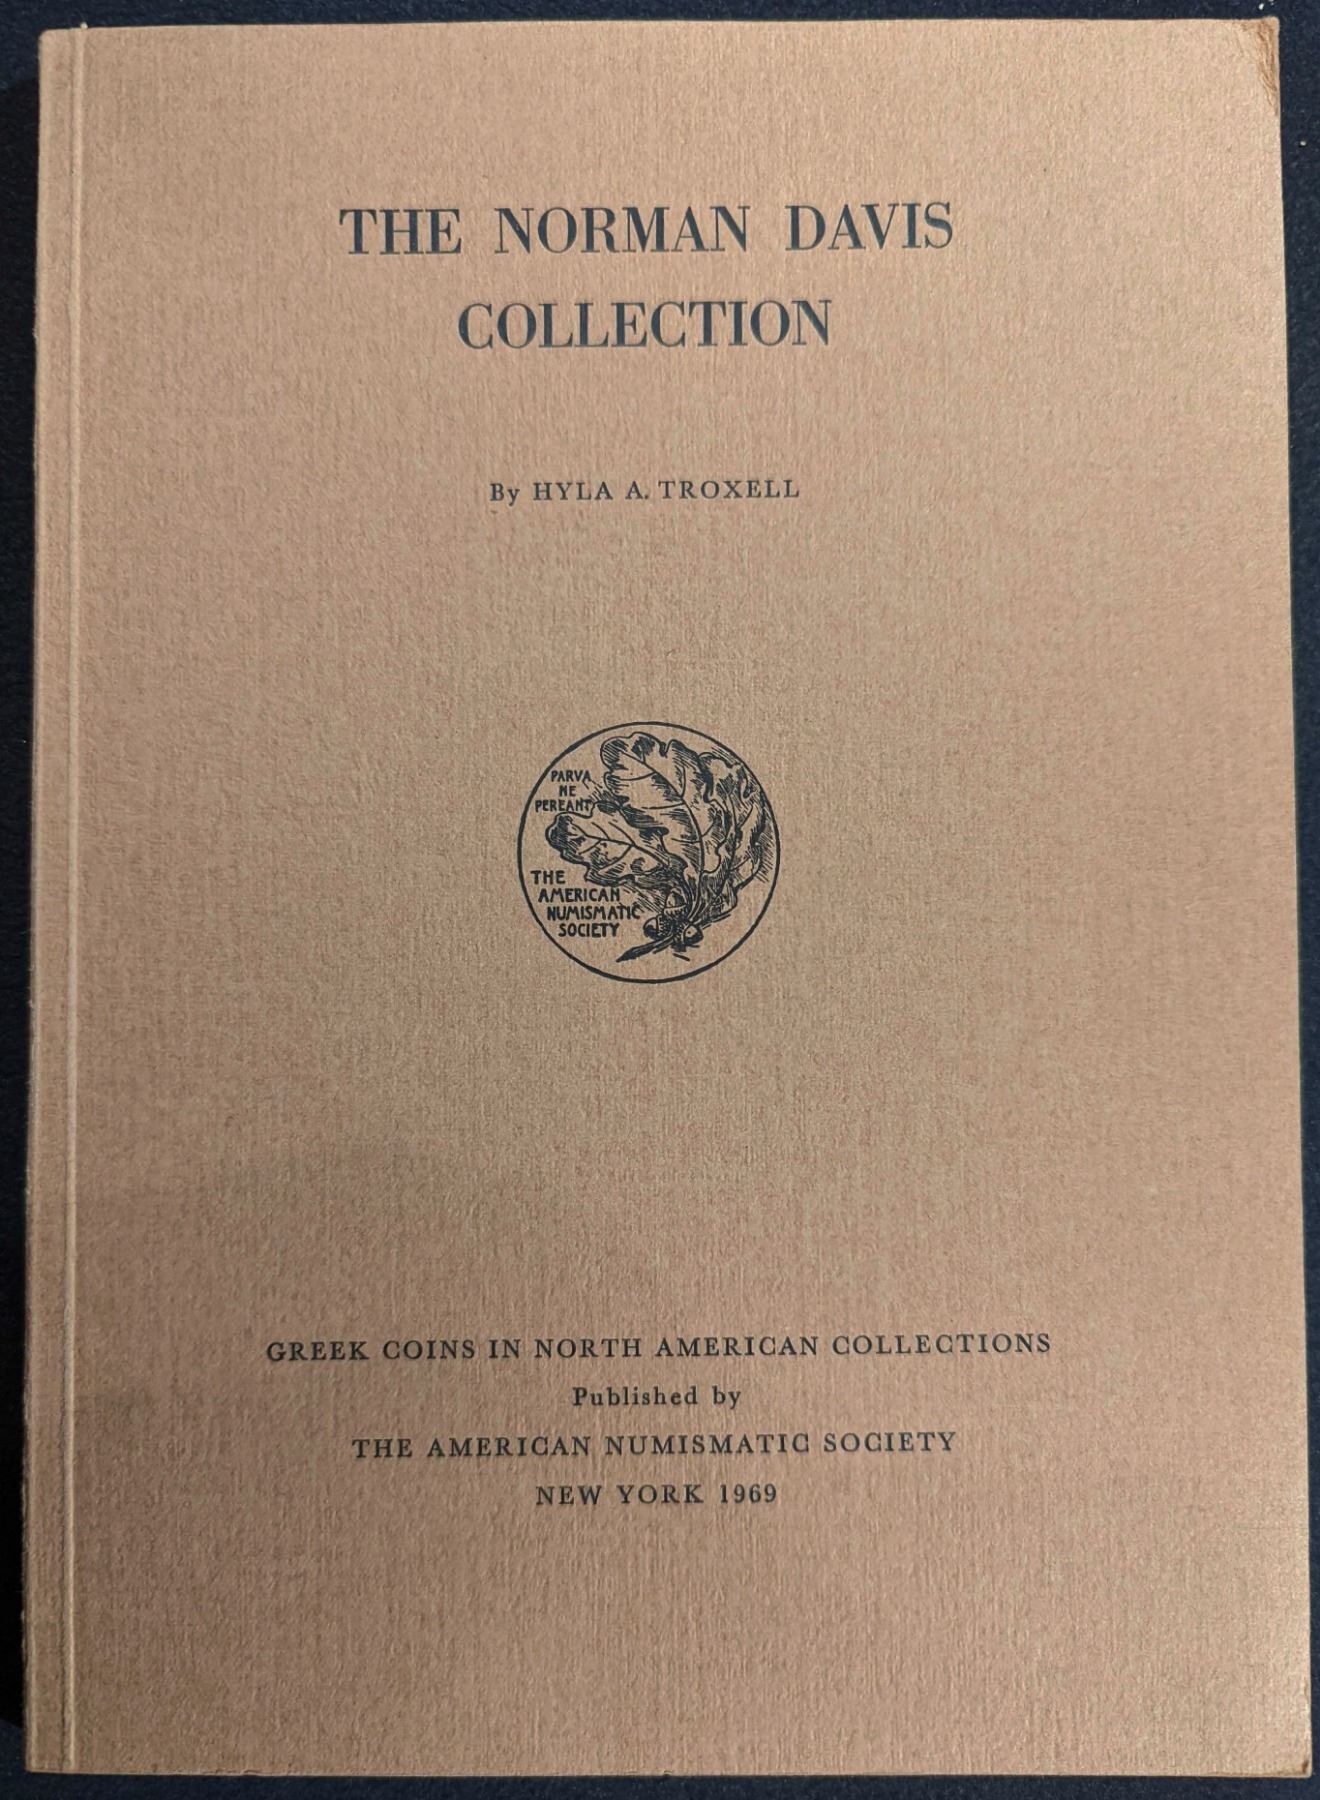 THE NORMAN DAVIS
COLLECTION
By HYLA A. TROXELL
PARVA
NE
PEREANT
THE
AMERICAN
NUMISMATIC
SOCIETY
GREEK COINS IN NORTH AMERICAN COLLECTIONS
Published by
THE AMERICAN NUMISMATIC SOCIETY
NEW YORK 1969